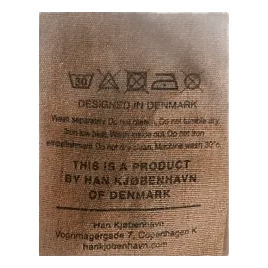 30
DESIGNED IN DENMARK
Wash separately. Do not bleach. Do not tumble dry.
Iron low heat. Wash inside out. Do not iron
embellishment. Do not dry clean. Machine wash 30°c.
THIS IS A PRODUCT
BY HAN KJØBENHAVN
OF DENMARK
Han Kjøbenhavn
Vognmagergade 7, Copenhagen K
hankjobenhavn.com